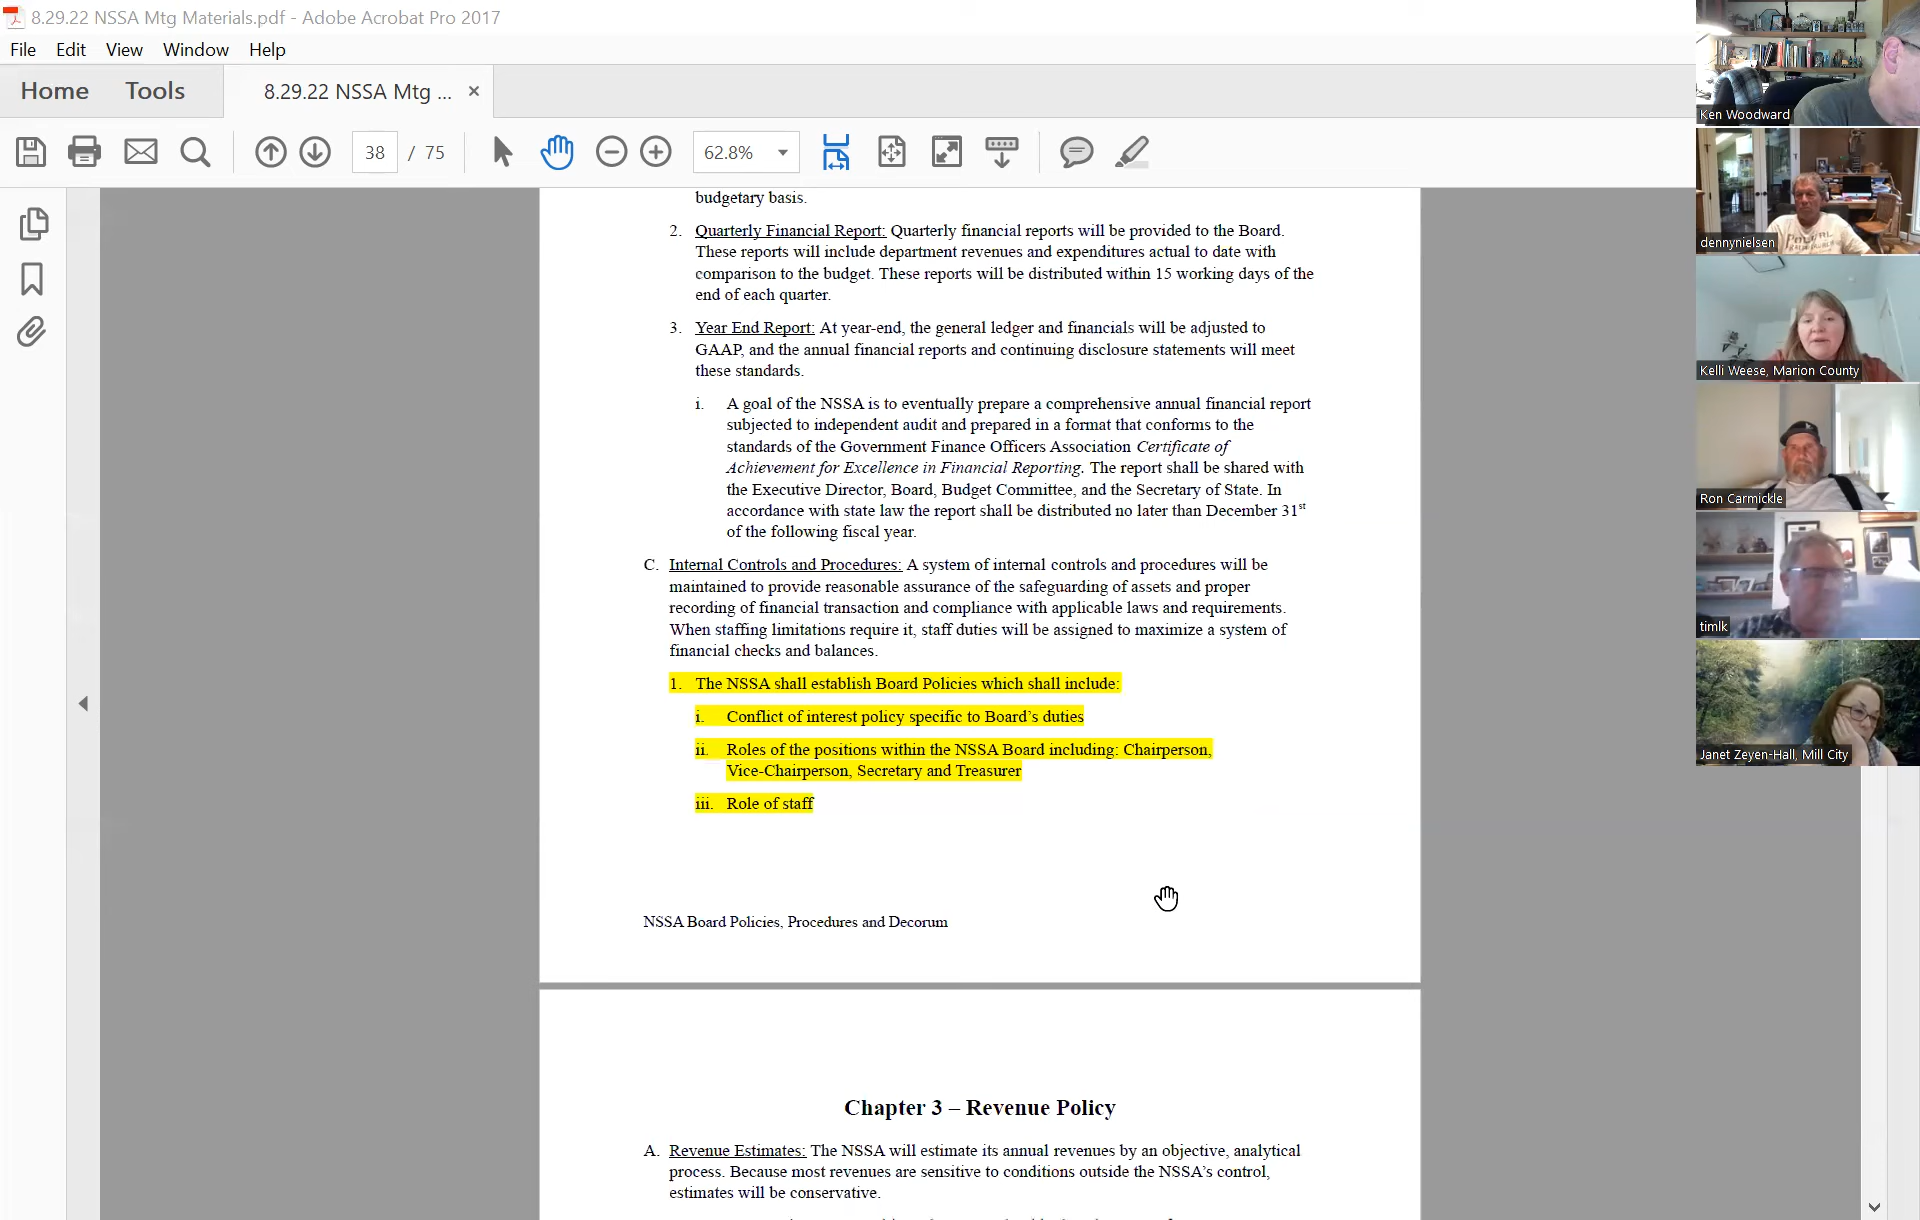 8.29.22 NSSA Mtg Materials.pdf - Adobe Acrobat Pro 2017
File Edit View Window Help
Home Tools 8.29.22 NSSA Mtg ... ×
38 / 75 62.8%
budgetary basis.
2. Quarterly Financial Report: Quarterly financial reports will be provided to the Board.
These reports will include department revenues and expenditures actual to date with
comparison to the budget. These reports will be distributed within 15 working days of the
end of each quarter.
3. Year End Report: At year-end, the general ledger and financials will be adjusted to
GAAP, and the annual financial reports and continuing disclosure statements will meet
these standards.
i. A goal of the NSSA is to eventually prepare a comprehensive annual financial report
subjected to independent audit and prepared in a format that conforms to the
standards of the Government Finance Officers Association Certificate of
Achievement for Excellence in Financial Reporting. The report shall be shared with
the Executive Director, Board, Budget Committee, and the Secretary of State. In
accordance with state law the report shall be distributed no later than December 31st
of the following fiscal year.
C. Internal Controls and Procedures: A system of internal controls and procedures will be
maintained to provide reasonable assurance of the safeguarding of assets and proper
recording of financial transaction and compliance with applicable laws and requirements.
When staffing limitations require it, staff duties will be assigned to maximize a system of
financial checks and balances.
1. The NSSA shall establish Board Policies which shall include:
i. Conflict of interest policy specific to Board's duties
ii. Roles of the positions within the NSSA Board including: Chairperson,
Vice-Chairperson, Secretary and Treasurer
iii. Role of staff
NSSA Board Policies, Procedures and Decorum
Chapter 3 – Revenue Policy
A. Revenue Estimates: The NSSA will estimate its annual revenues by an objective, analytical
process. Because most revenues are sensitive to conditions outside the NSSA's control,
estimates will be conservative.
Ken Woodward
dennynielsen
Kelli Weese, Marion County
Ron Carmickle
timlk
Janet Zeyen-Hall, Mill City